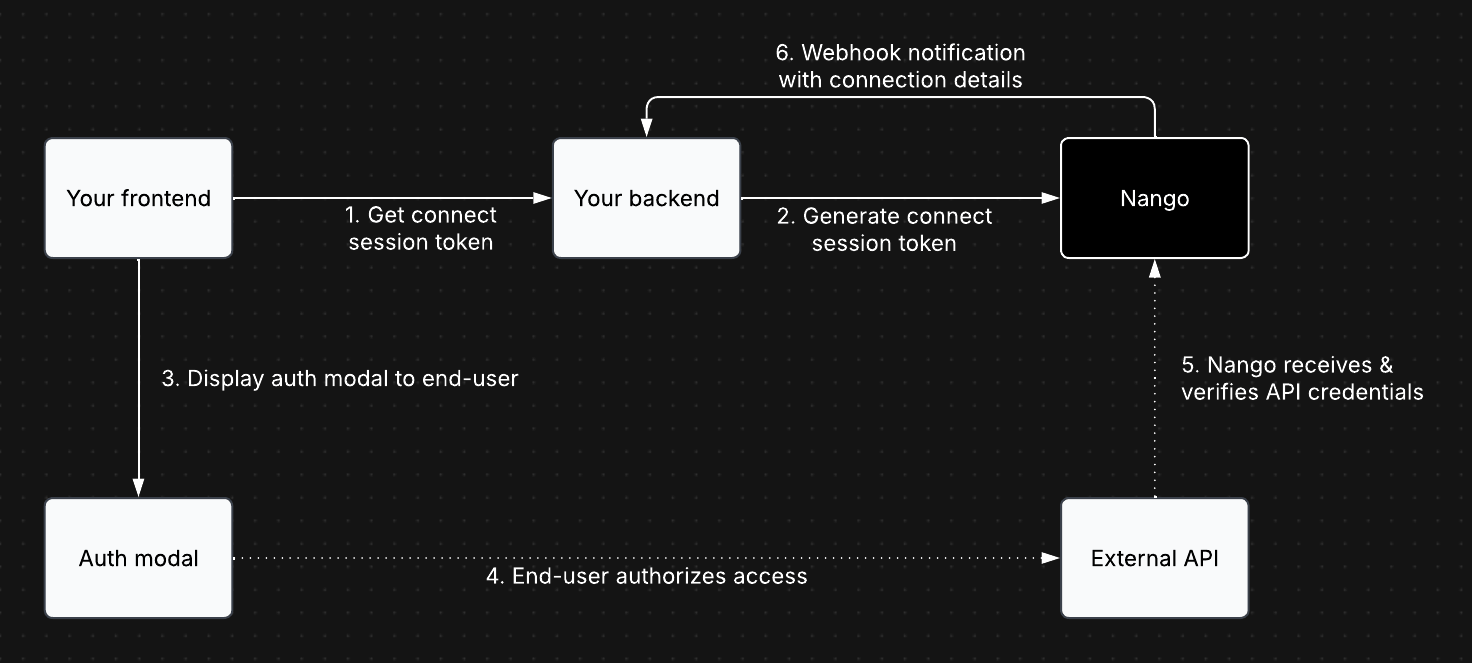 6. Webhook notification
with connection details
Your frontend
1. Get connect
session token
Your backend
2. Generate connect
session token
Nango
3. Display auth modal to end-user
5. Nango receives &
verifies API credentials
Auth modal
4. End-user authorizes access
External API